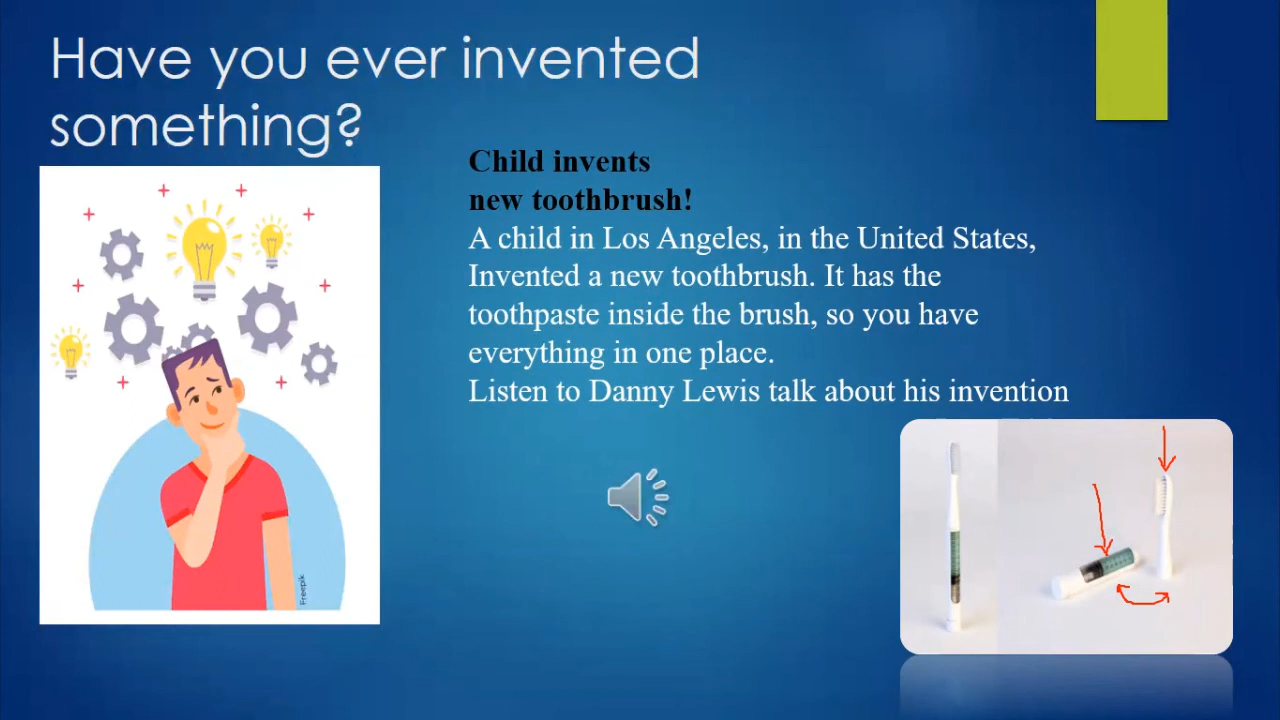 Have you ever invented
something?
Child invents
new toothbrush!
A child in Los Angeles, in the United States,
Invented a new toothbrush. It has the
toothpaste inside the brush, so you have
everything in one place.
Listen to Danny Lewis talk about his invention
Freepik